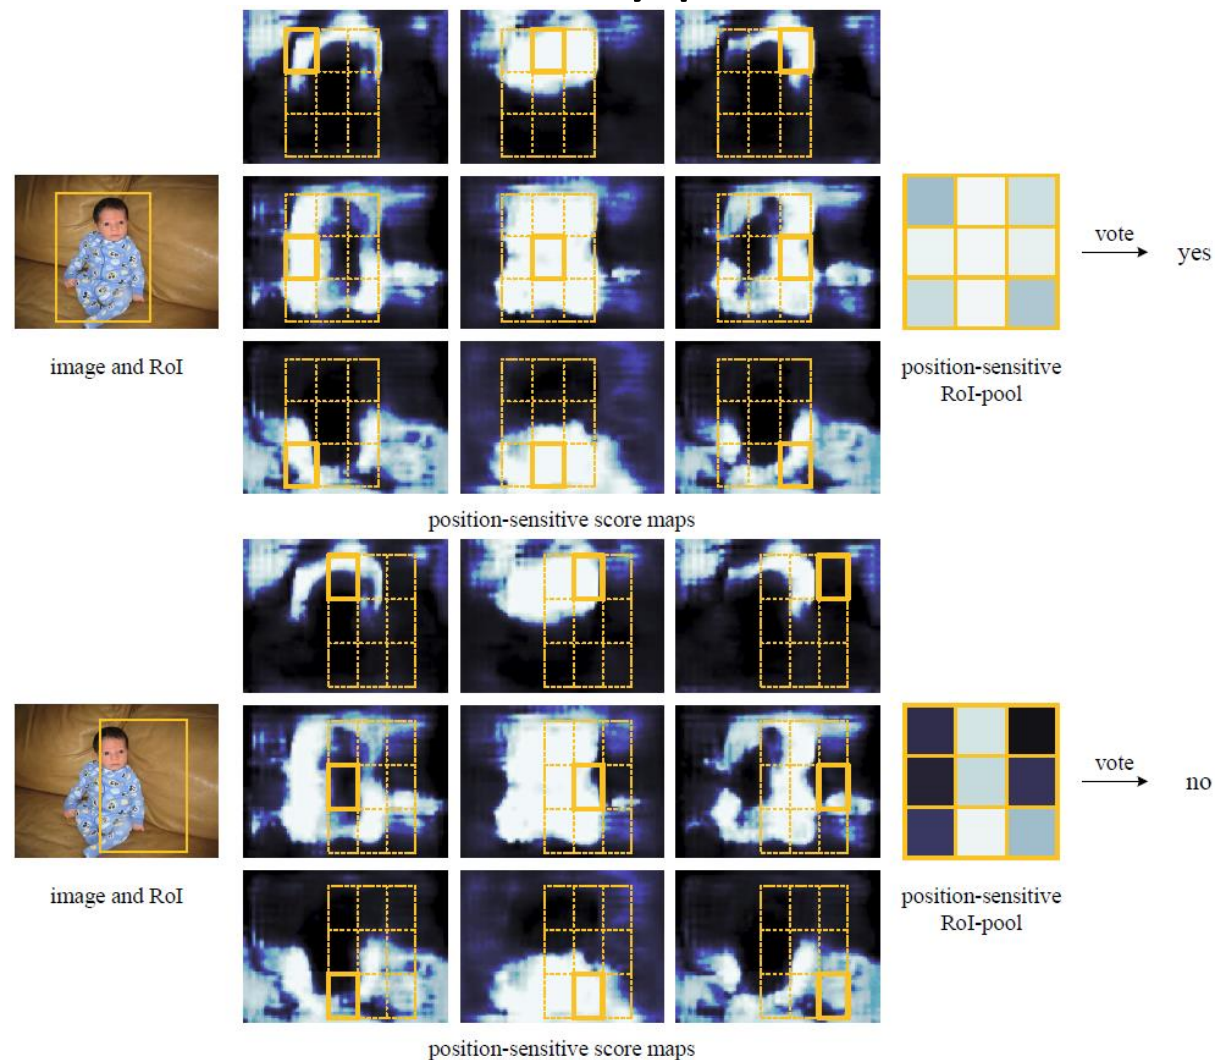 vote
yes
image and RoI
position-sensitive
RoI-pool
position-sensitive score maps
vote
no
image and RoI
position-sensitive
RoI-pool
position-sensitive score maps